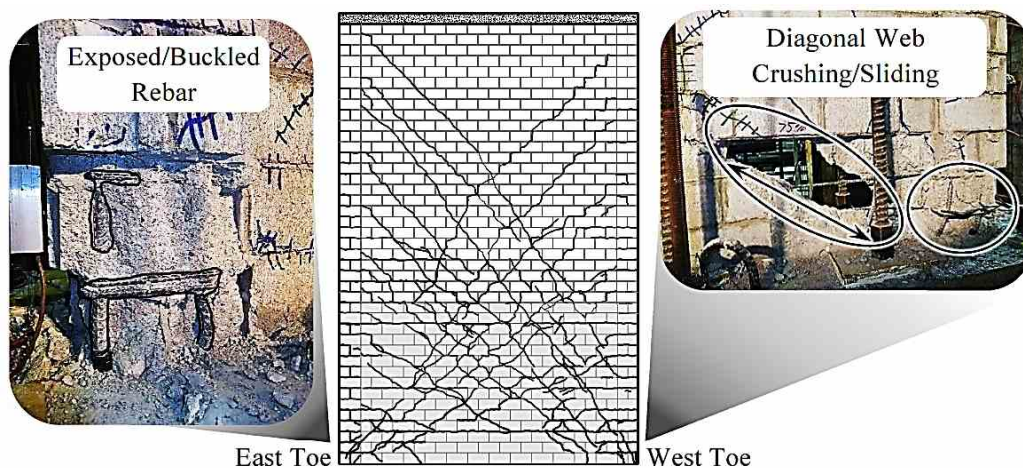 Exposed/Buckled
Rebar
Diagonal Web
Crushing/Sliding
East Toe
West Toe